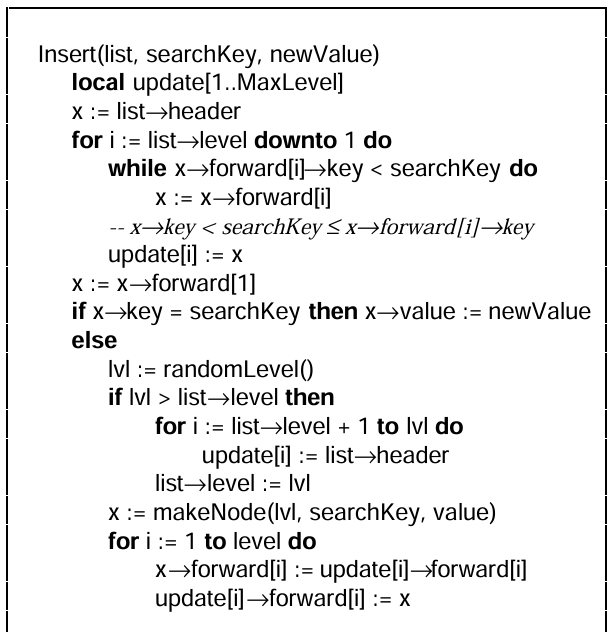 Insert(list, searchKey, newValue)
local update[1..MaxLevel]
x := list→header
for i := list→level downto 1 do
while x→forward[i]→key < searchKey do
x := x→forward[i]
-- x→key < searchKey ≤ x→forward[i]→key
update[i] := x
x := x→forward[1]
if x→key = searchKey then x→value := newValue
else
lvl := randomLevel()
if lvl > list→level then
for i := list→level + 1 to lvl do
update[i] := list→header
list→level := lvl
x := makeNode(lvl, searchKey, value)
for i := 1 to level do
x→forward[i] := update[i]→forward[i]
update[i]→forward[i] := x